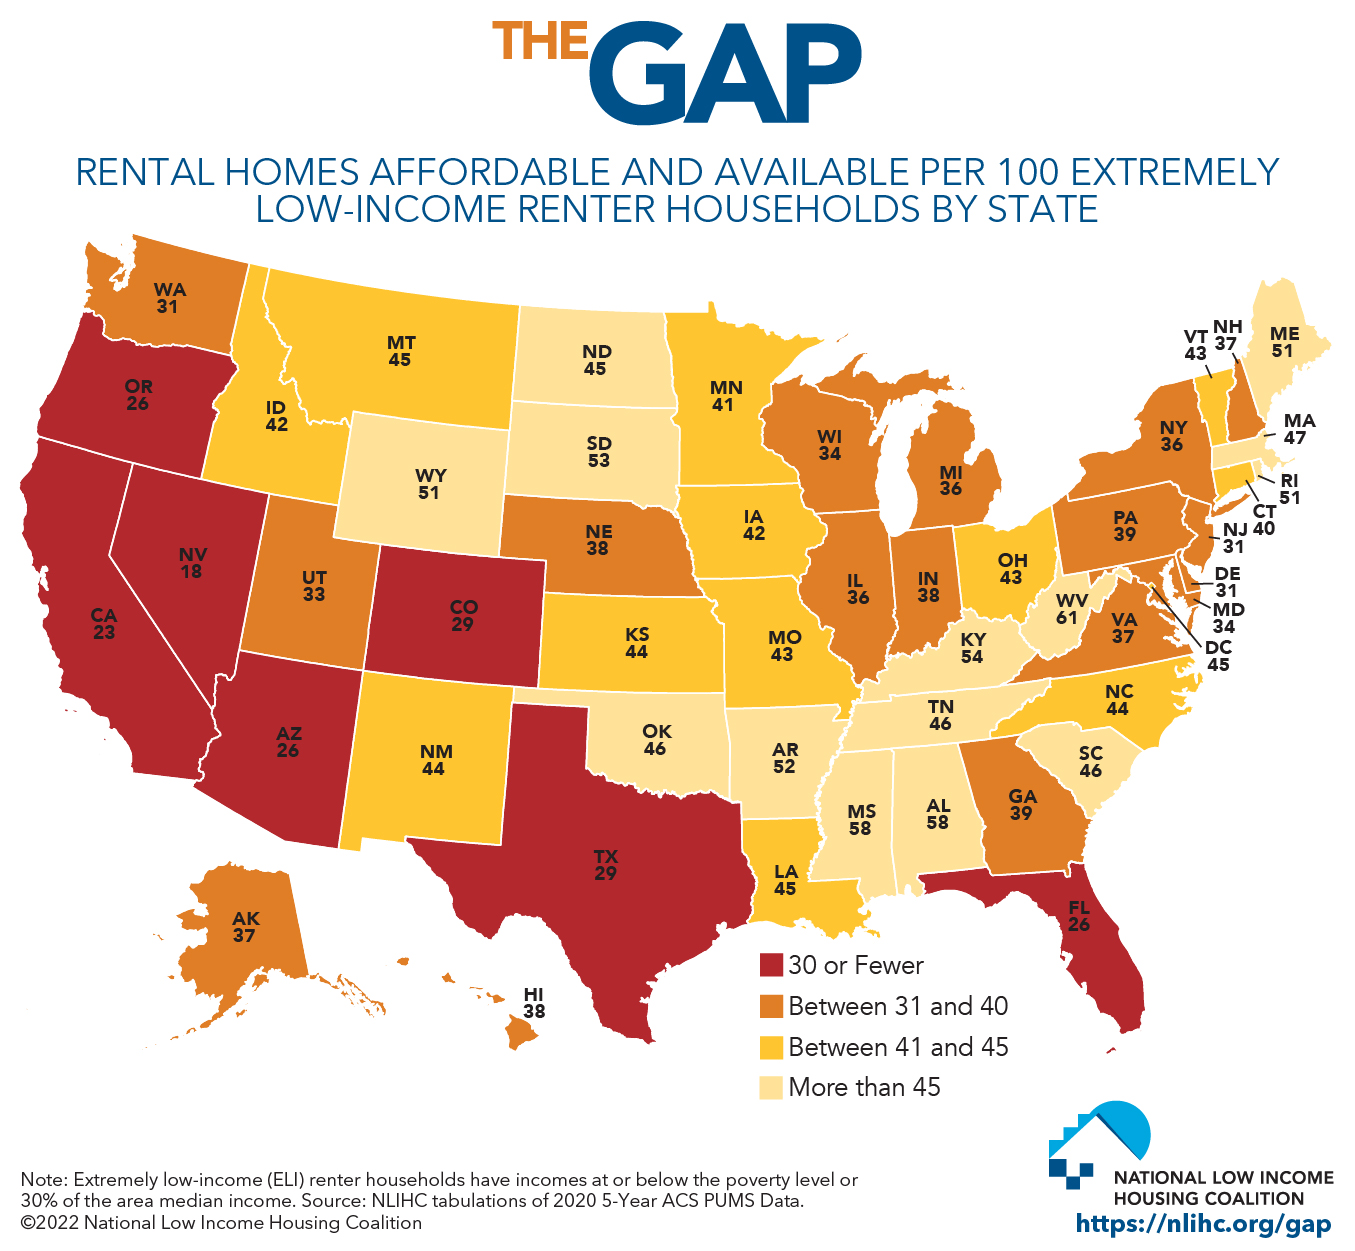 THE GAP
RENTAL HOMES AFFORDABLE AND AVAILABLE PER 100 EXTREMELY
LOW-INCOME RENTER HOUSEHOLDS BY STATE
WA
31
OR
26
CA
23
NV
18
ID
42
MT
45
WY
51
UT
33
AZ
26
CO
29
NM
44
ND
45
SD
53
NE
38
KS
44
OK
46
TX
29
MN
41
IA
42
MO
43
AR
52
LA
45
WI
34
IL
36
MI
36
IN
38
OH
43
KY
54
TN
46
MS
58
AL
58
GA
39
FL
26
SC
46
NC
44
VA
37
WV
61
PA
39
NY
36
VT
43
NH
37
ME
51
MA
47
RI
51
CT
40
NJ
31
DE
31
MD
34
DC
45
AK
37
HI
38
30 or Fewer
Between 31 and 40
Between 41 and 45
More than 45
Note: Extremely low-income (ELI) renter households have incomes at or below the poverty level or
30% of the area median income. Source: NLIHC tabulations of 2020 5-Year ACS PUMS Data.
©2022 National Low Income Housing Coalition
NATIONAL LOW INCOME
HOUSING COALITION
https://nlihc.org/gap